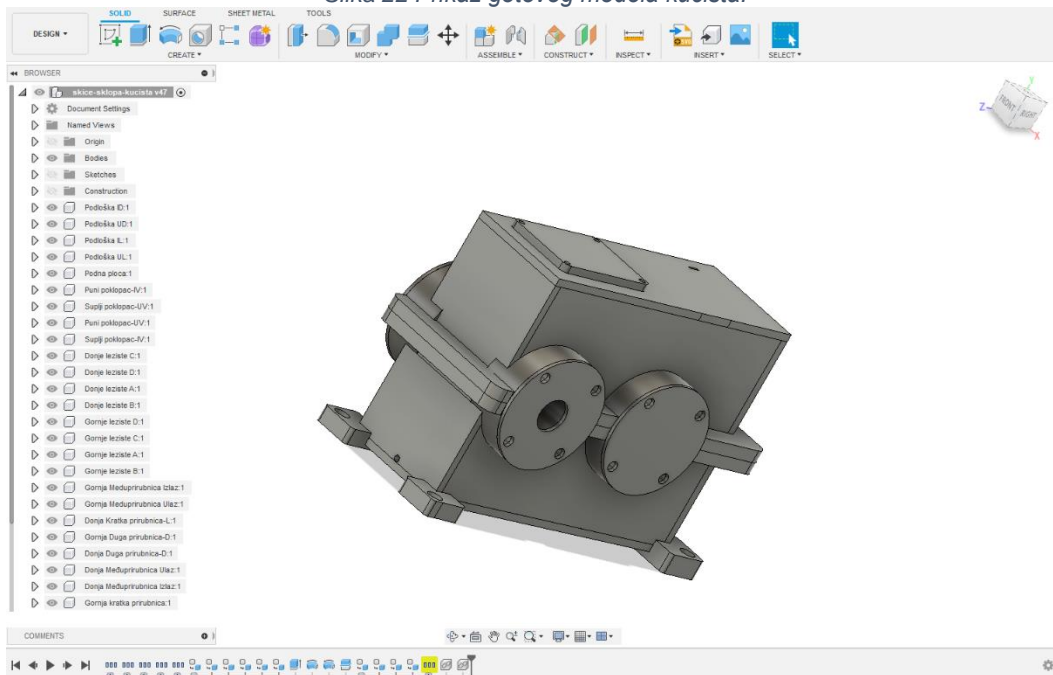 Slika 22 Prikaz gotovog modela kućišta.
SOLID SURFACE SHEET METAL TOOLS
DESIGN
CREATE MODIFY ASSEMBLE CONSTRUCT INSPECT INSERT SELECT
BROWSER
skice-sklopa-kucista v47
Document Settings
Named Views
Origin
Bodies
Sketches
Construction
Podloška ID:1
Podloška UD:1
Podloška IL:1
Podloška UL:1
Podna ploca:1
Puni poklopac-IV:1
Suplji poklopac-UV:1
Puni poklopac-UV:1
Suplji poklopac-IV:1
Donje leziste C:1
Donje leziste D:1
Donje leziste A:1
Donje leziste B:1
Gornje leziste D:1
Gornje leziste C:1
Gornje leziste A:1
Gornje leziste B:1
Gornja Meduprirubnica Izlaz:1
Gornja Meduprirubnica Ulaz:1
Donja Kratka prirubnica-L:1
Gornja Duga prirubnica-D:1
Donja Duga prirubnica-D:1
Donja Međuprirubnica Ulaz:1
Donja Međuprirubnica Izlaz:1
Gornja kratka prirubnica:1
Y
Z
FRONT RIGHT
X
COMMENTS